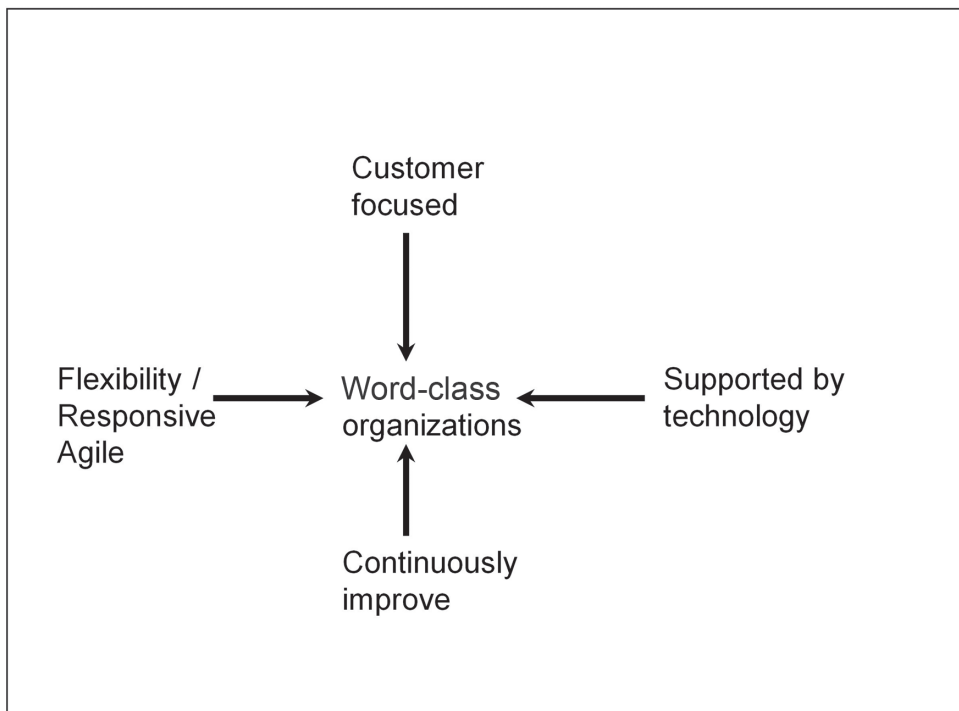 Customer
focused
Flexibility /
Responsive
Agile
Word-class
organizations
Supported by
technology
Continuously
improve